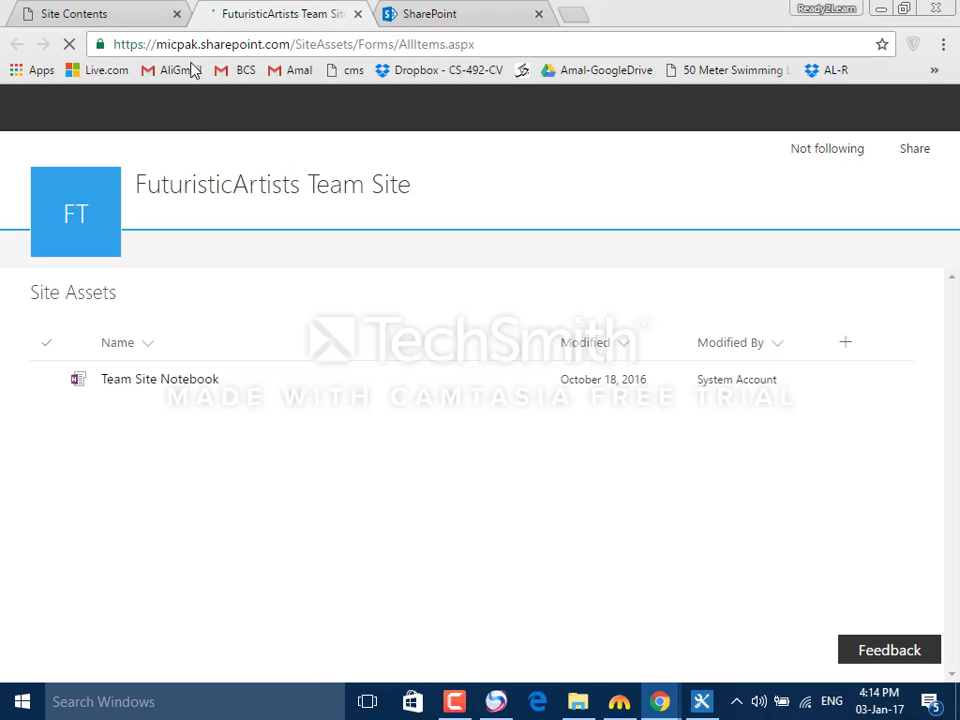 Site Contents
FuturisticArtists Team Site
SharePoint
Ready2Learn
https://micpak.sharepoint.com/SiteAssets/Forms/AllItems.aspx
Apps
Live.com
BCS
Amal
cms
Dropbox - CS-492-CV
Amal-GoogleDrive
50 Meter Swimming
AL-R
Not following
Share
FT
FuturisticArtists Team Site
Site Assets
Name
Modified
Modified By
Team Site Notebook
October 18, 2016
System Account
TechSmith
MADE WITH CAMTASIA FREE TRIAL
Feedback
Search Windows
ENG
4:14 PM
03-Jan-17
5